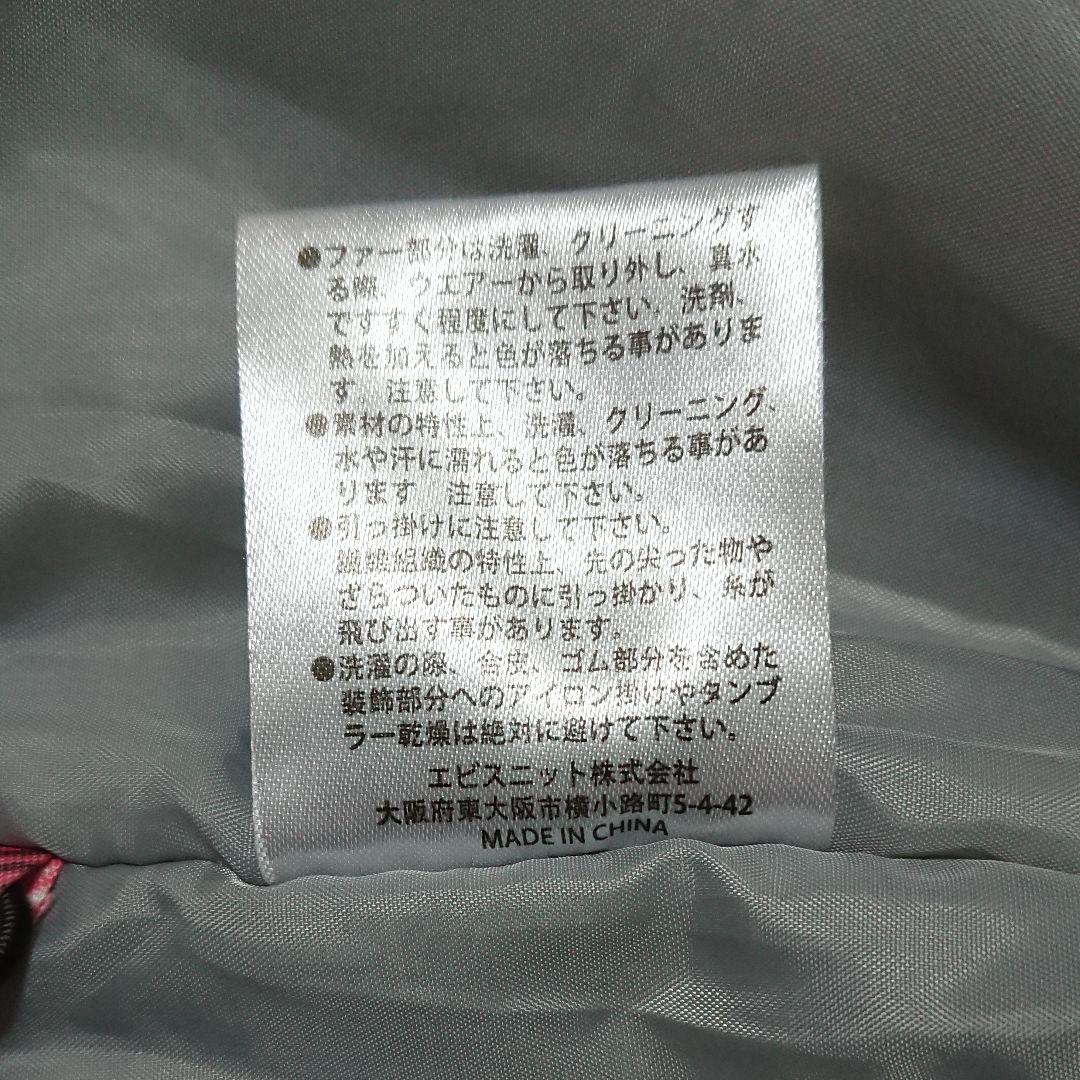 ●ファー部分は洗濯、クリーニングす
る際、ウエアーから取り外し、真水
ですすぐ程度にして下さい。洗剤、
熱を加えると色が落ちる事がありま
す。注意して下さい。
●素材の特性上、洗濯、クリーニング、
水や汗に濡れると色が落ちる事があ
ります 注意して下さい。
●引っ掛けに注意して下さい。
繊維組織の特性上、先の尖った物や
ざらついたものに引っ掛かり、糸が
飛び出す事があります。
●洗濯の際、合皮、ゴム部分を含めた
装飾部分へのアイロン掛けやタンブ
ラー乾燥は絶対に避けて下さい。
エビスニット株式会社
大阪府東大阪市横小路町5-4-42
MADE IN CHINA